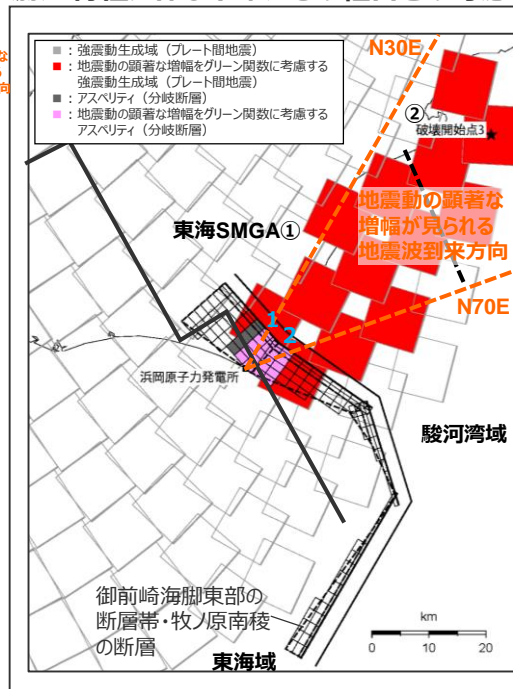 ■ : 強震動生成域 (プレート間地震)
■ : 地震動の顕著な増幅をグリーン関数に考慮する
強震動生成域 (プレート間地震)
■ : アスペリティ (分岐断層)
■ : 地震動の顕著な増幅をグリーン関数に考慮する
アスペリティ (分岐断層)
N30E
②
破壊開始点3
地震動の顕著な
増幅が見られる
地震波到来方向
東海SMGA①
N70E
1
2
浜岡原子力発電所
駿河湾域
御前崎海脚東部の
断層帯・牧ノ原南稜
の断層
東海域
km
0 10 20